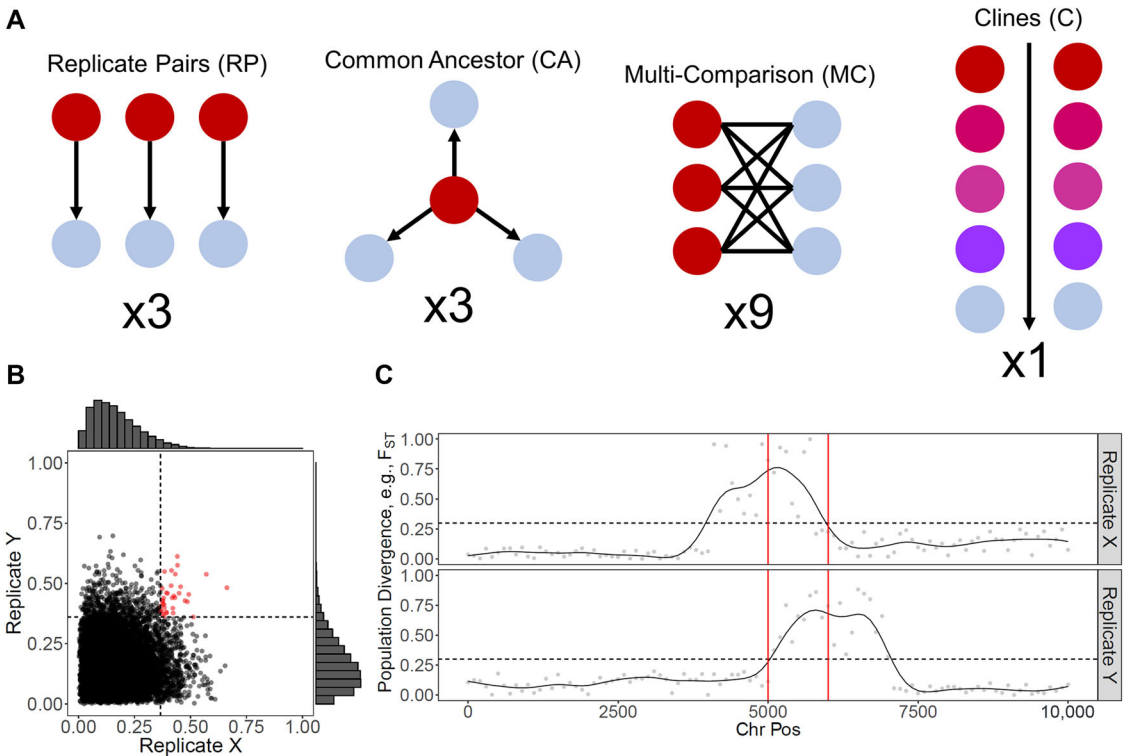 A
Replicate Pairs (RP)
Common Ancestor (CA)
Multi-Comparison (MC)
Clines (C)
x3
x3
x9
x1
B
1.00
0.75
0.50
0.25
0.00
Replicate Y
0.00 0.25 0.50 0.75 1.00
Replicate X
C
Population Divergence, e.g., FST
1.00
0.75
0.50
0.25
0.00
Replicate X
1.00
0.75
0.50
0.25
0.00
Replicate Y
0 2500 5000 7500 10,000
Chr Pos